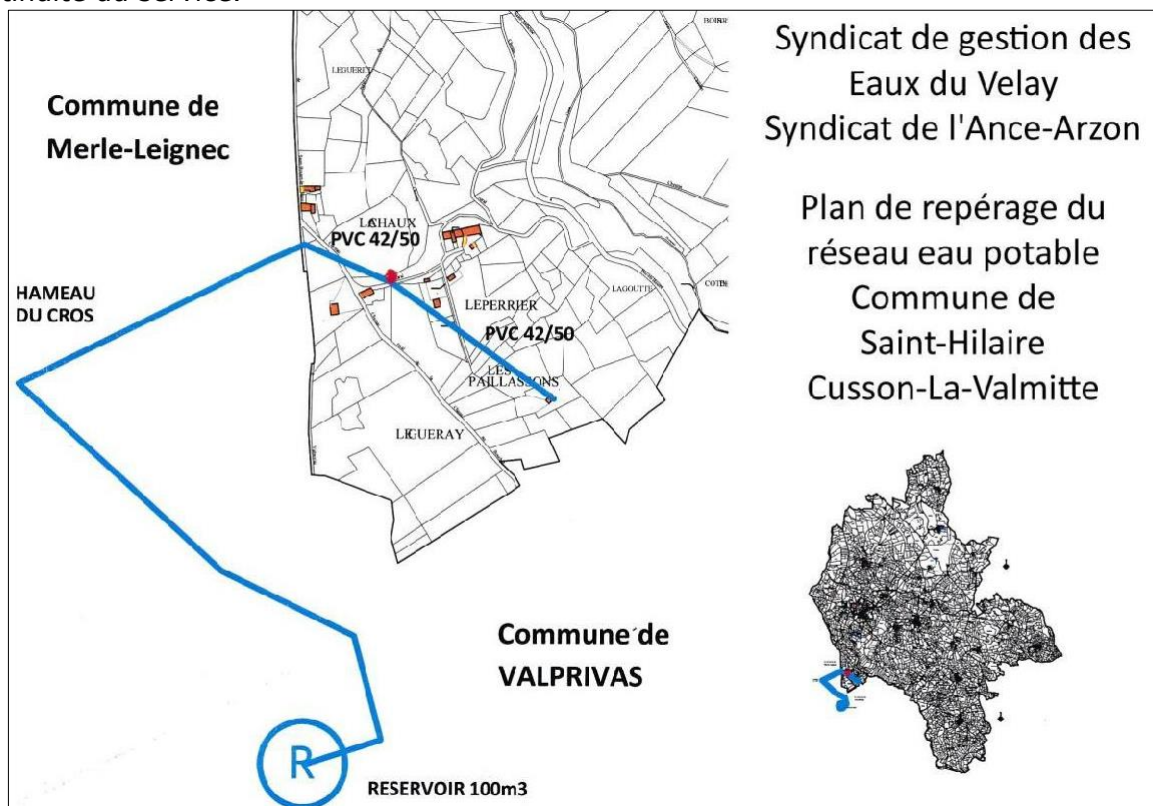 Syndicat de gestion des
Eaux du Velay
Syndicat de l'Ance-Arzon
Plan de repérage du
réseau eau potable
Commune de
Saint-Hilaire
Cusson-La-Valmitte
Commune de
Merle-Leignec
LACHAUX
PVC 42/50
HAMEAU
DU CROS
LEPERRIER
LAGOUTTE
PVC 42/50
LES
PAILLASSONS
LEGUERAY
Commune de
VALPRIVAS
R
RESERVOIR 100m3